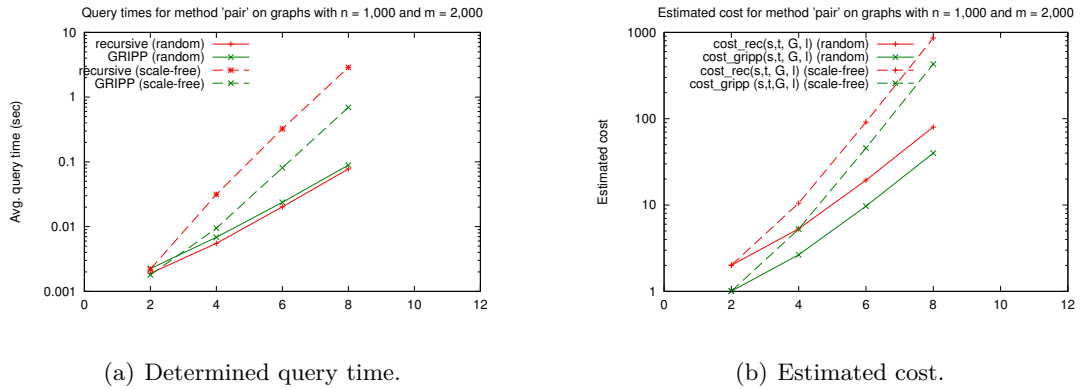 Query times for method 'pair' on graphs with n = 1,000 and m = 2,000
10
1
0.1
0.01
0.001
Avg. query time (sec)
recursive (random)
GRIPP (random)
recursive (scale-free)
GRIPP (scale-free)
0 2 4 6 8 10 12
(a) Determined query time.
Estimated cost for method 'pair' on graphs with n = 1,000 and m = 2,000
1000
100
10
1
Estimated cost
cost_rec(s,t, G, l) (random)
cost_gripp(s,t, G, l) (random)
cost_rec(s,t, G, l) (scale-free)
cost_gripp (s,t,G, l) (scale-free)
0 2 4 6 8 10 12
(b) Estimated cost.